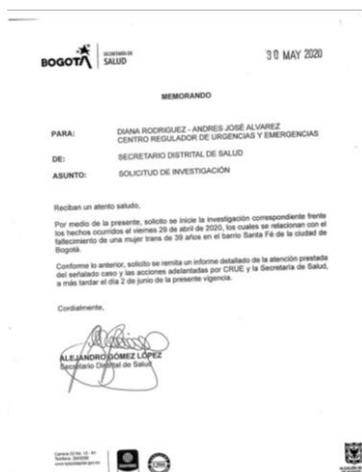 BOGOTÁ
SECRETARÍA DE
SALUD
30 MAY 2020
MEMORANDO
PARA: DIANA RODRIGUEZ - ANDRES JOSÉ ALVAREZ
CENTRO REGULADOR DE URGENCIAS Y EMERGENCIAS
DE: SECRETARIO DISTRITAL DE SALUD
ASUNTO: SOLICITUD DE INVESTIGACIÓN
Reciban un atento saludo,
Por medio de la presente, solicito se inicie la investigación correspondiente frente
los hechos ocurridos el viernes 29 de abril de 2020, los cuales se relacionan con el
fallecimiento de una mujer trans de 39 años en el barrio Santa Fé de la ciudad de
Bogotá.
Conforme lo anterior, solicito se remita un informe detallado de la atención prestada
del señalado caso y las acciones adelantadas por CRUE y la Secretaria de Salud,
a más tardar el día 2 de junio de la presente vigencia.
Cordialmente,
ALEJANDRO GÓMEZ LÓPEZ
Secretario Distrital de Salud